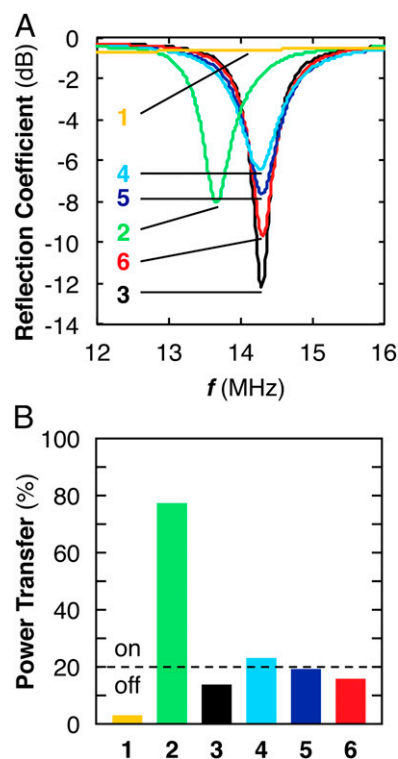 A
Reflection Coefficient (dB)
0
-2
-4
-6
-8
-10
-12
-14
1
4
5
2
6
3
12 13 14 15 16
f (MHz)
B
Power Transfer (%)
100
80
60
40
20
0
on
off
1 2 3 4 5 6